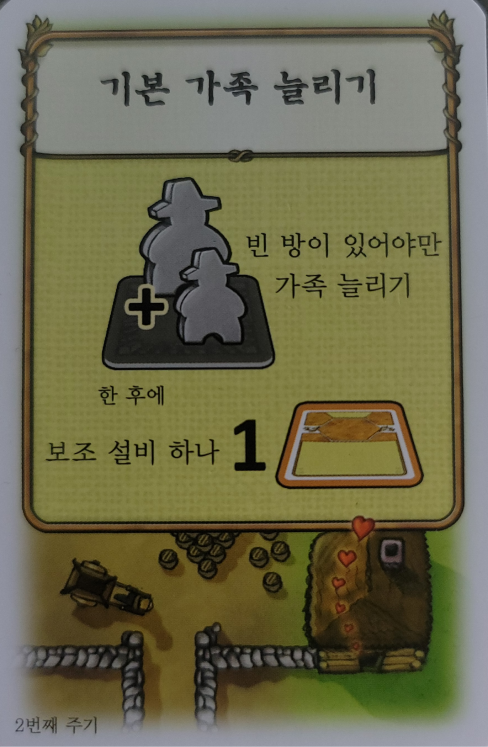 기본 가족 늘리기
빈 방이 있어야만
가족 늘리기
한 후에
보조 설비 하나 1
2번째 주기